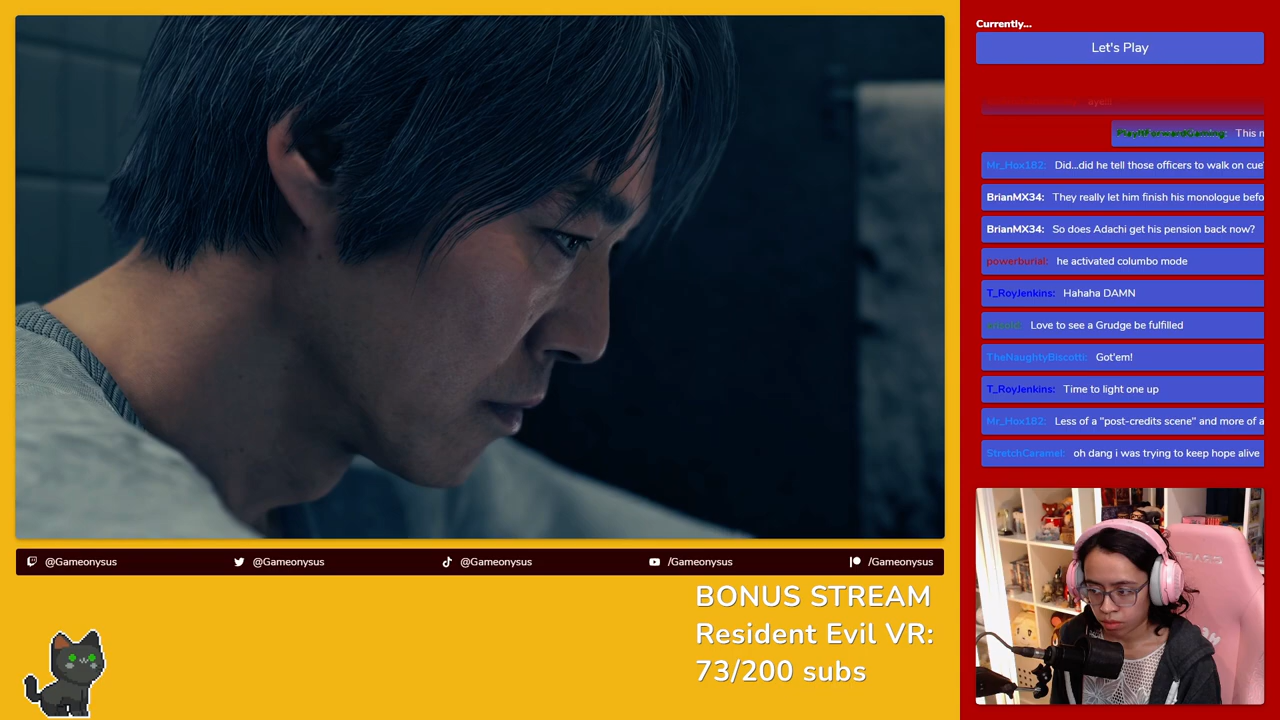 Currently...
Let's Play
aye!!!
PlayItForwardGaming: This
Mr_Hox182: Did...did he tell those officers to walk on cue
BrianMX34: They really let him finish his monologue
BrianMX34: So does Adachi get his pension back now?
powerburial: he activated columbo mode
T_RoyJenkins: Hahaha DAMN
Love to see a Grudge be fulfilled
TheNaughtyBiscotti: Got'em!
T_RoyJenkins: Time to light one up
Mr_Hox182: Less of a "post-credits scene" and more of a
StretchCaramel: oh dang i was trying to keep hope alive
@Gameonysus @Gameonysus @Gameonysus /Gameonysus /Gameonysus
BONUS STREAM
Resident Evil VR:
73/200 subs